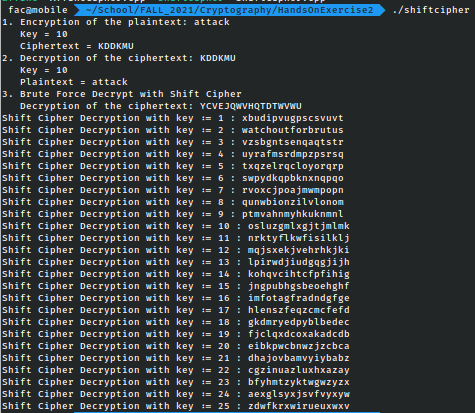 fac@mobile ~/School/FALL_2021/Cryptography/HandsOnExercise2 ./shiftcipher
1. Encryption of the plaintext: attack
Key = 10
Ciphertext = KDDKMU
2. Decryption of the ciphertext: KDDKMU
Key = 10
Plaintext = attack
3. Brute Force Decrypt with Shift Cipher
Decryption of the ciphertext: YCVEJQWVHQTDTWVWU
Shift Cipher Decryption with key := 1 : xbudipvugpscsvuvt
Shift Cipher Decryption with key := 2 : watchoutforbrutus
Shift Cipher Decryption with key := 3 : vzsbgntsenqaqtstr
Shift Cipher Decryption with key := 4 : uyrafmsrdmpzpsrsq
Shift Cipher Decryption with key := 5 : txqzelrqcloyorqrp
Shift Cipher Decryption with key := 6 : swpydkqpbknxnqpqo
Shift Cipher Decryption with key := 7 : rvoxcjpoajmwmpopn
Shift Cipher Decryption with key := 8 : qunwbionzilvlonom
Shift Cipher Decryption with key := 9 : ptmvahnmyhkuknmnl
Shift Cipher Decryption with key := 10 : osluzgmlxgjtjmlmk
Shift Cipher Decryption with key := 11 : nrktyflkwfisilklj
Shift Cipher Decryption with key := 12 : mqjsxekjvehrhkjki
Shift Cipher Decryption with key := 13 : lpirwdjiudgqgjijh
Shift Cipher Decryption with key := 14 : kohqvcihtcfpfihig
Shift Cipher Decryption with key := 15 : jngpubhgsbeoehghf
Shift Cipher Decryption with key := 16 : imfotagfradndgfge
Shift Cipher Decryption with key := 17 : hlenszfeqzcmcfefd
Shift Cipher Decryption with key := 18 : gkdmryedpyblbedec
Shift Cipher Decryption with key := 19 : fjclqxdcoxakadcdb
Shift Cipher Decryption with key := 20 : eibkpwcbnwzjzcbca
Shift Cipher Decryption with key := 21 : dhajovbamvyiybabz
Shift Cipher Decryption with key := 22 : cgzinuazluxhxazay
Shift Cipher Decryption with key := 23 : bfyhmtzyktwgwzyzx
Shift Cipher Decryption with key := 24 : aexglsyxjsvfvyxyw
Shift Cipher Decryption with key := 25 : zdwfkrxwirueuxwxv